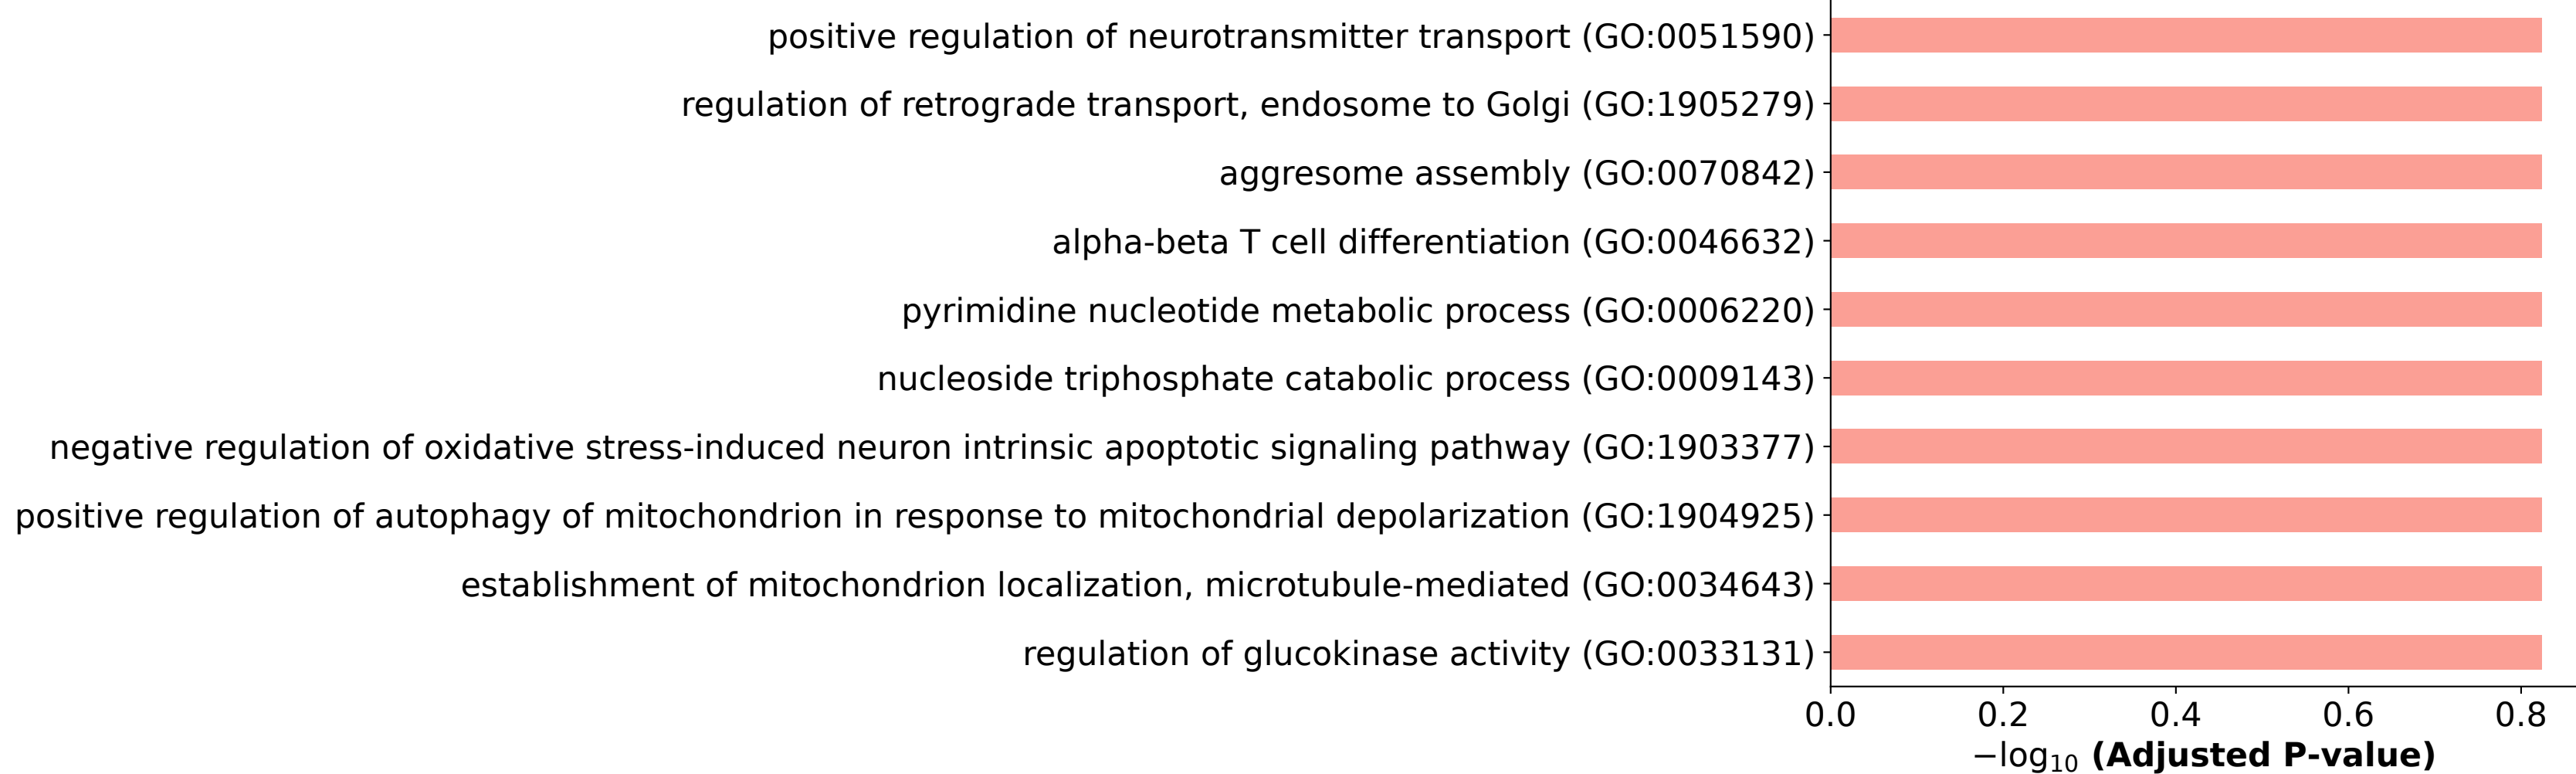 positive regulation of neurotransmitter transport (GO:0051590)
regulation of retrograde transport, endosome to Golgi (GO:1905279)
aggresome assembly (GO:0070842)
alpha-beta T cell differentiation (GO:0046632)
pyrimidine nucleotide metabolic process (GO:0006220)
nucleoside triphosphate catabolic process (GO:0009143)
negative regulation of oxidative stress-induced neuron intrinsic apoptotic signaling pathway (GO:1903377)
positive regulation of autophagy of mitochondrion in response to mitochondrial depolarization (GO:1904925)
establishment of mitochondrion localization, microtubule-mediated (GO:0034643)
regulation of glucokinase activity (GO:0033131)
0.0 0.2 0.4 0.6 0.8
−log₁₀ (Adjusted P-value)